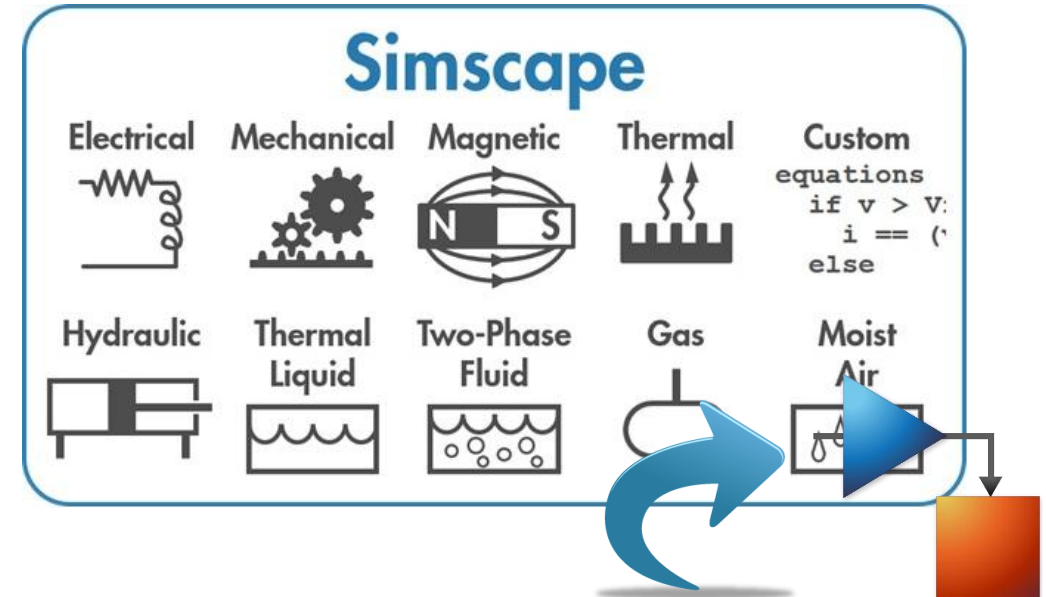 Simscape
Electrical Mechanical Magnetic Thermal Custom
equations
if v > V
i == (
else
N S
Hydraulic Thermal Two-Phase Gas Moist
Liquid Fluid Air